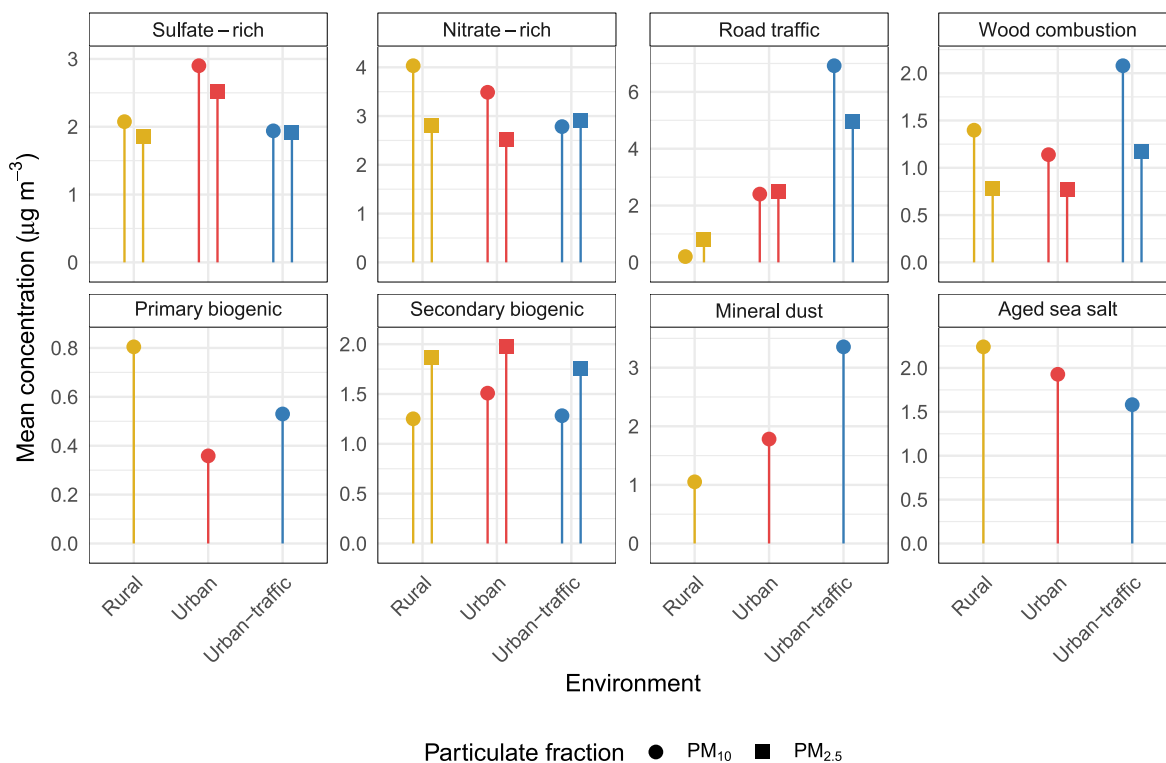 Sulfate–rich Nitrate–rich Road traffic Wood combustion
3 4 6 2.0
2 3 4 1.5
1 2 2 1.0
0 1 0 0.5
0 0.0
Primary biogenic Secondary biogenic Mineral dust Aged sea salt
0.8 2.0 3 2.0
0.6 1.5 2 1.5
0.4 1.0 1 1.0
0.2 0.5 0 0.5
0.0 0.0 0.0
Mean concentration (µg m⁻³)
Rural Urban Urban−traffic Rural Urban Urban−traffic Rural Urban Urban−traffic Rural Urban Urban−traffic
Environment
Particulate fraction PM₁₀ PM₂.₅